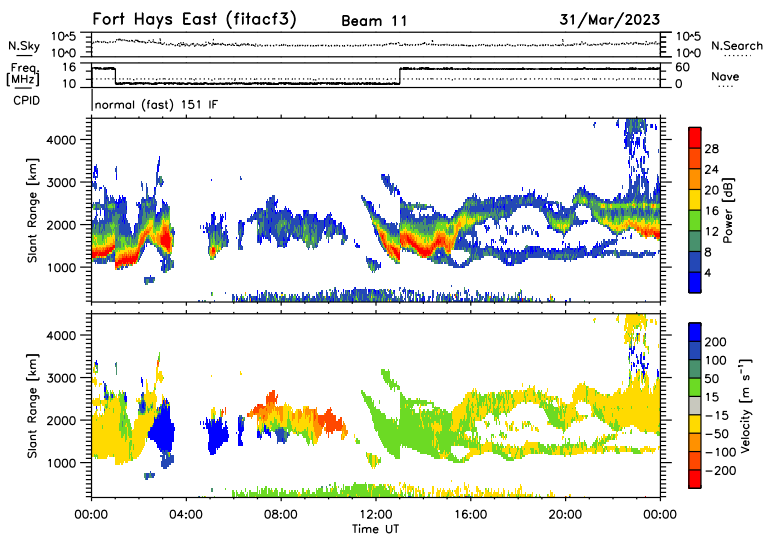 Fort Hays East (fitacf3) Beam 11 31/Mar/2023
N.Sky 10^5 10^0 10^5 10^0 N.Search
Freq. [MHz] 16 10 60 0 Nave
CPID normal (fast) 151 IF
Slant Range [km] 4000 3000 2000 1000
Power [dB] 28 24 20 16 12 8 4
Slant Range [km] 4000 3000 2000 1000
Velocity [m s⁻¹] 200 100 50 15 −15 −50 −100 −200
00:00 04:00 08:00 12:00 16:00 20:00 00:00
Time UT